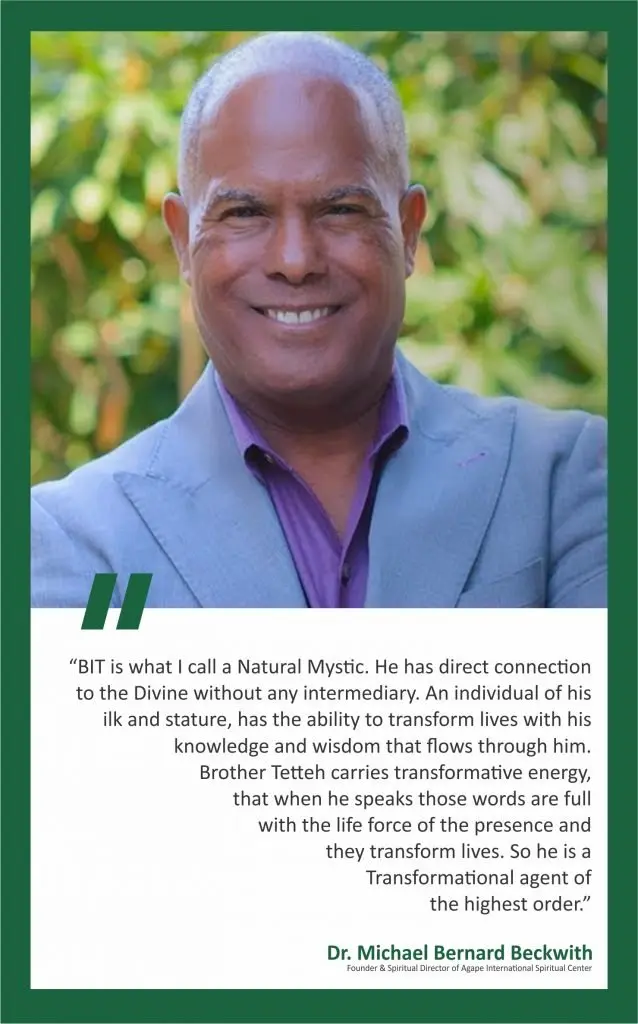 “BIT is what I call a Natural Mystic. He has direct connection
to the Divine without any intermediary. An individual of his
ilk and stature, has the ability to transform lives with his
knowledge and wisdom that flows through him.
Brother Tetteh carries transformative energy,
that when he speaks those words are full
with the life force of the presence and
they transform lives. So he is a
Transformational agent of
the highest order.”
Dr. Michael Bernard Beckwith
Founder & Spiritual Director of Agape International Spiritual Center